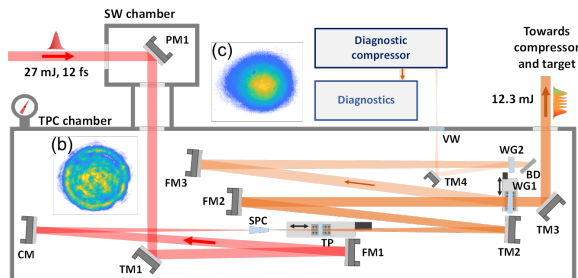 SW chamber
PM1
27 mJ, 12 fs
(c)
Diagnostic
compressor
Diagnostics
Towards
compressor
and target
12.3 mJ
TPC chamber
(b)
VW
WG2
BD
TM4
WG1
FM3
FM2
TM3
SPC
TP
CM
TM1
FM1
TM2